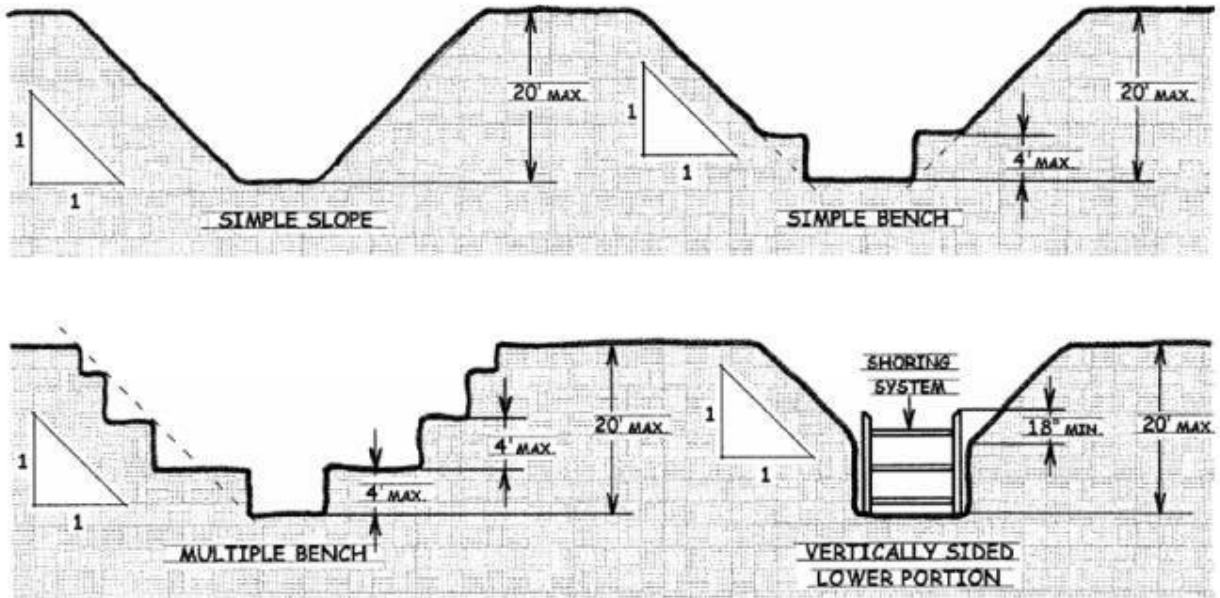 20' MAX.
1
1
SIMPLE SLOPE
20' MAX.
4' MAX.
1
1
SIMPLE BENCH
20' MAX.
4' MAX.
4' MAX.
1
1
MULTIPLE BENCH
SHORING
SYSTEM
18" MIN.
20' MAX.
1
1
VERTICALLY SIDED
LOWER PORTION